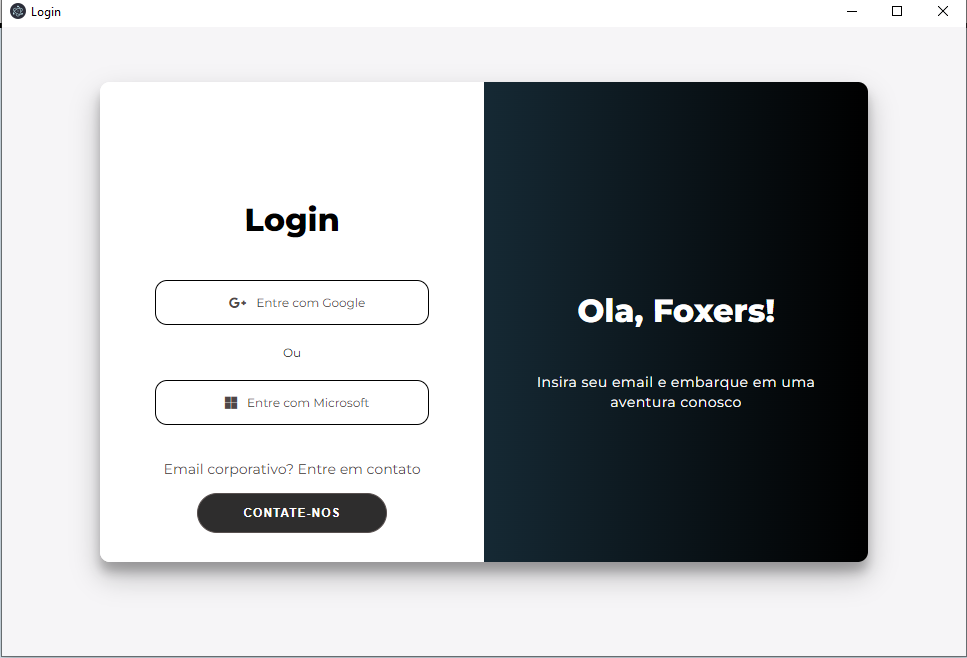 Login
Login
G+ Entre com Google
Ou
Entre com Microsoft
Email corporativo? Entre em contato
CONTATE-NOS
Ola, Foxers!
Insira seu email e embarque em uma
aventura conosco